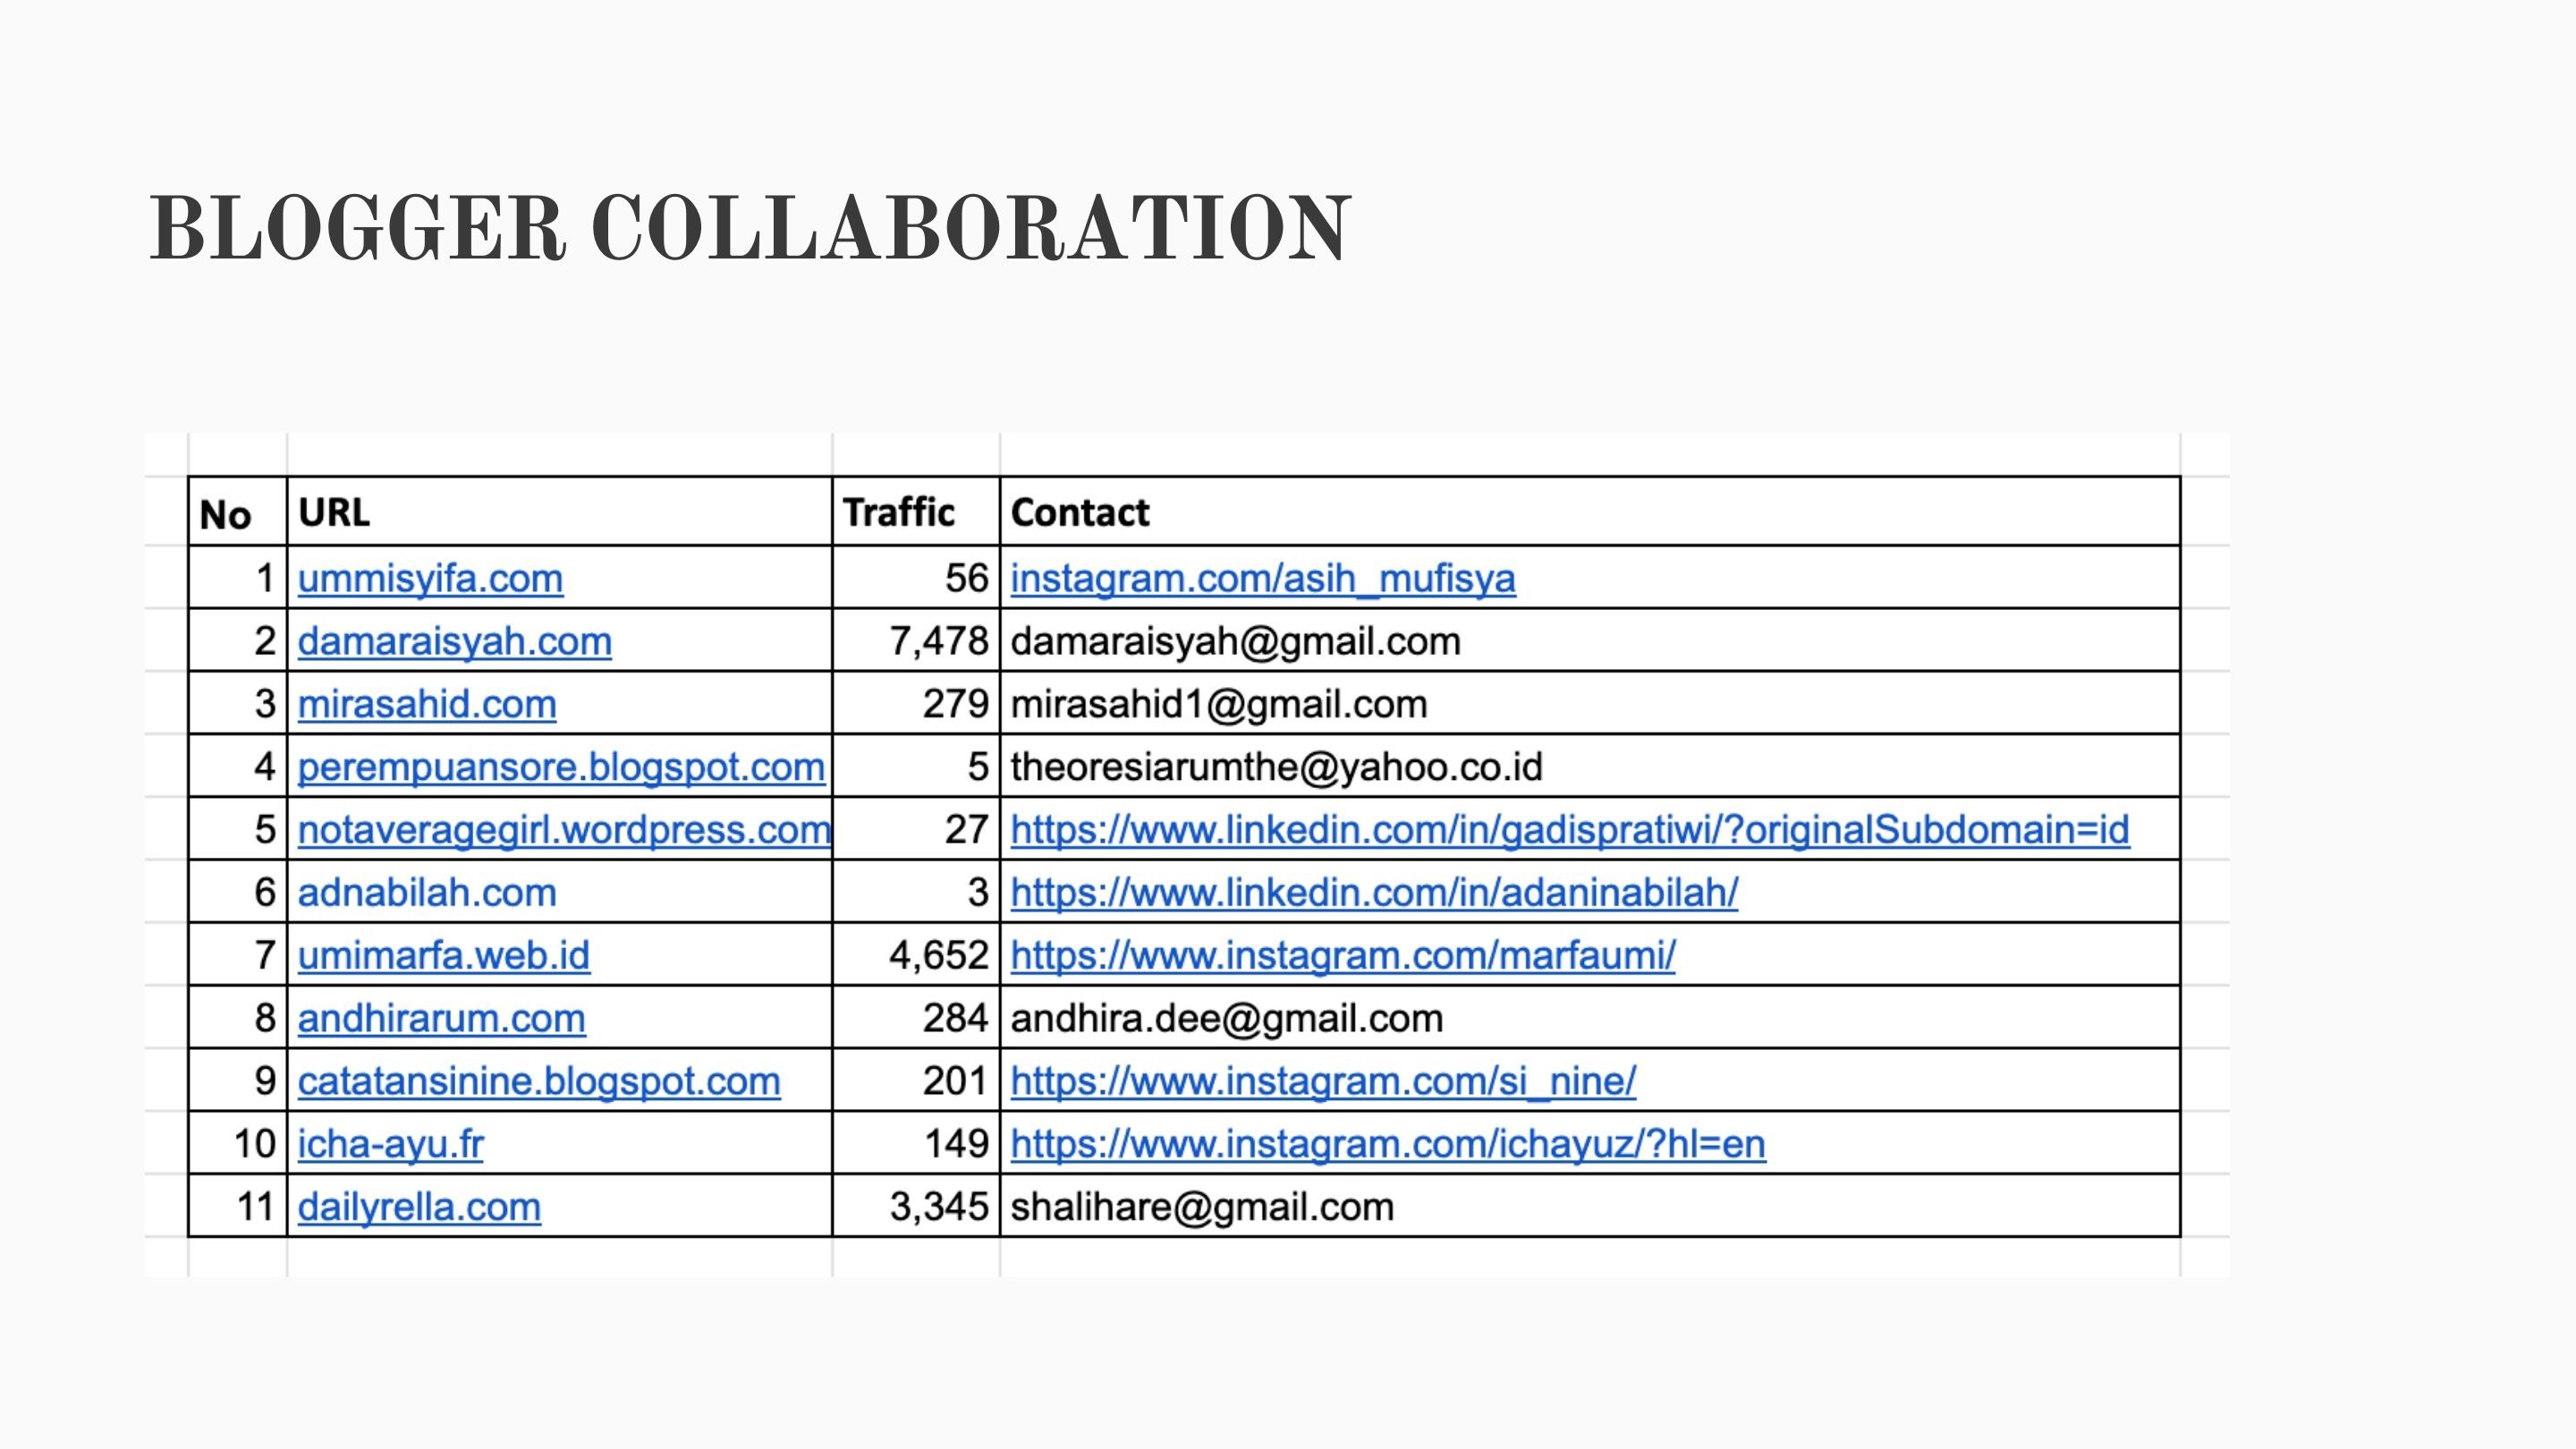 BLOGGER COLLABORATION
No URL Traffic Contact
1 ummisyifa.com 56 instagram.com/asih_mufisya
2 damaraisyah.com 7,478 damaraisyah@gmail.com
3 mirasahid.com 279 mirasahid1@gmail.com
4 perempuansore.blogspot.com 5 theoresiarumthe@yahoo.co.id
5 notaveragegirl.wordpress.com 27 https://www.linkedin.com/in/gadispratiwi/?originalSubdomain=id
6 adnabilah.com 3 https://www.linkedin.com/in/adaninabilah/
7 umimarfa.web.id 4,652 https://www.instagram.com/marfaumi/
8 andhirarum.com 284 andhira.dee@gmail.com
9 catatansinine.blogspot.com 201 https://www.instagram.com/si_nine/
10 icha-ayu.fr 149 https://www.instagram.com/ichayuz/?hl=en
11 dailyrella.com 3,345 shalihare@gmail.com